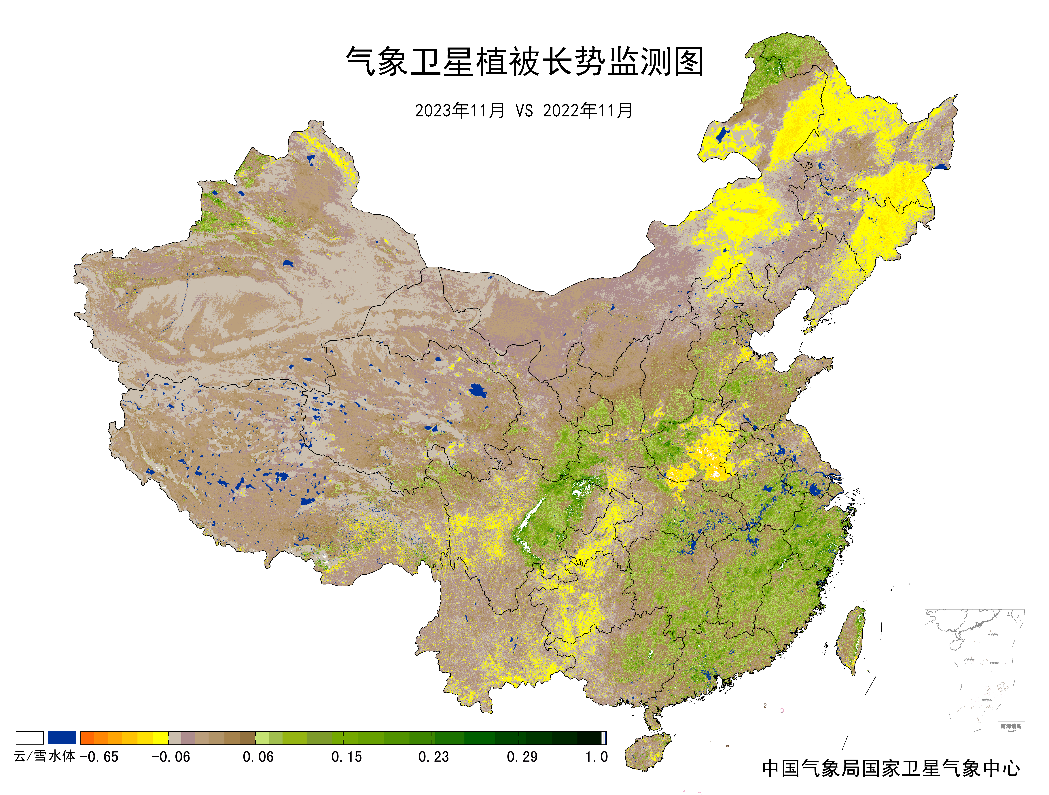 气象卫星植被长势监测图
2023年11月 VS 2022年11月
云/雪 水体 -0.65 -0.06 0.06 0.15 0.23 0.29 1.0
中国气象局国家卫星气象中心